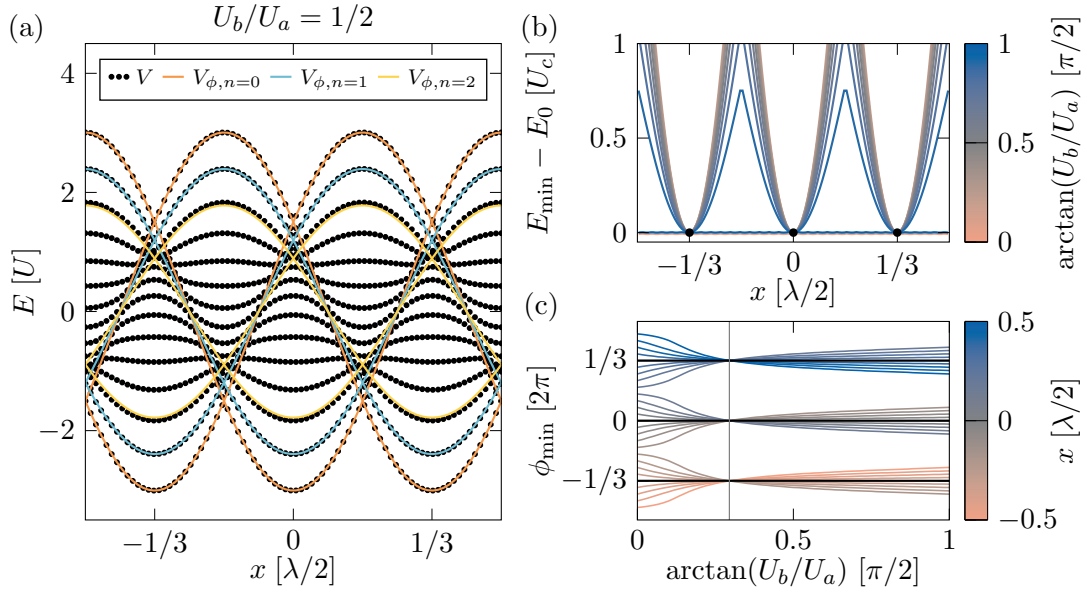 (a)
U_b/U_a = 1/2
V V_{ϕ,n=0} V_{ϕ,n=1} V_{ϕ,n=2}
E [U]
4
2
0
−2
−1/3 0 1/3
x [λ/2]
(b)
E_min − E_0 [U_c]
1
0.5
0
−1/3 0 1/3
x [λ/2]
1
0.5
0
arctan(U_b/U_a) [π/2]
(c)
ϕ_min [2π]
1/3
0
−1/3
0 0.5 1
arctan(U_b/U_a) [π/2]
0.5
0
−0.5
x [λ/2]